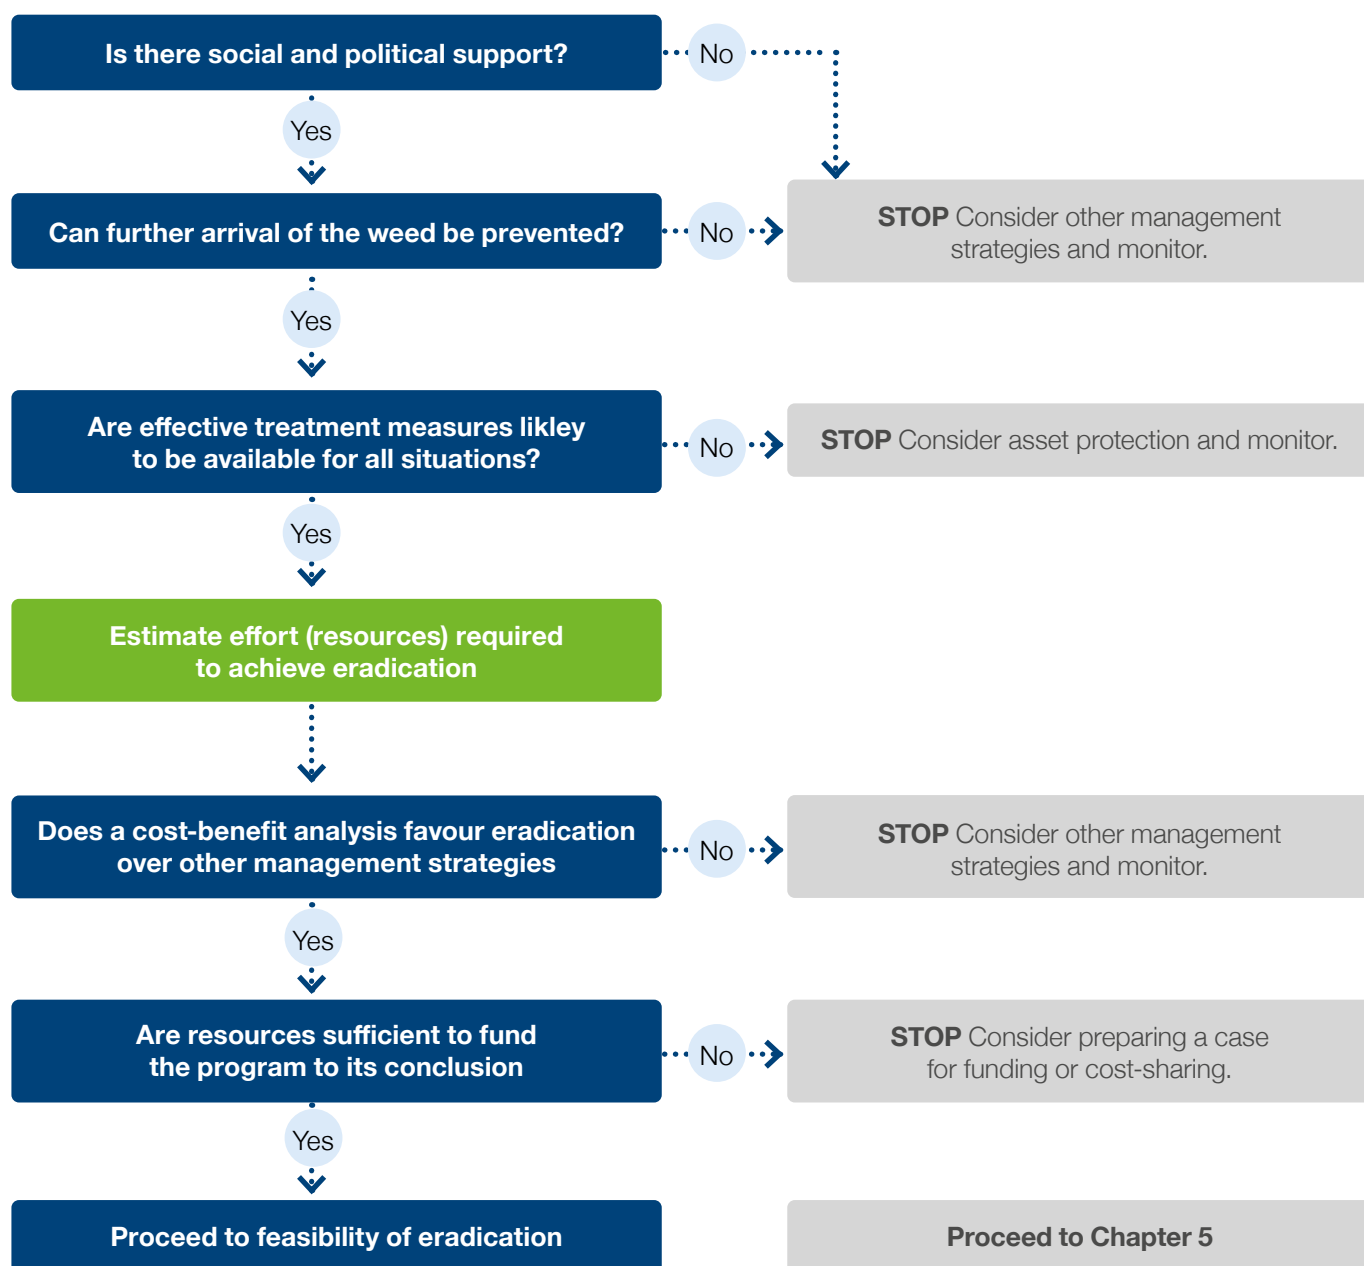 Is there social and political support?
No
Yes
Can further arrival of the weed be prevented?
No
STOP Consider other management
strategies and monitor.
Yes
Are effective treatment measures likley
to be available for all situations?
No
STOP Consider asset protection and monitor.
Yes
Estimate effort (resources) required
to achieve eradication
Does a cost-benefit analysis favour eradication
over other management strategies
No
STOP Consider other management
strategies and monitor.
Yes
Are resources sufficient to fund
the program to its conclusion
No
STOP Consider preparing a case
for funding or cost-sharing.
Yes
Proceed to feasibility of eradication
Proceed to Chapter 5